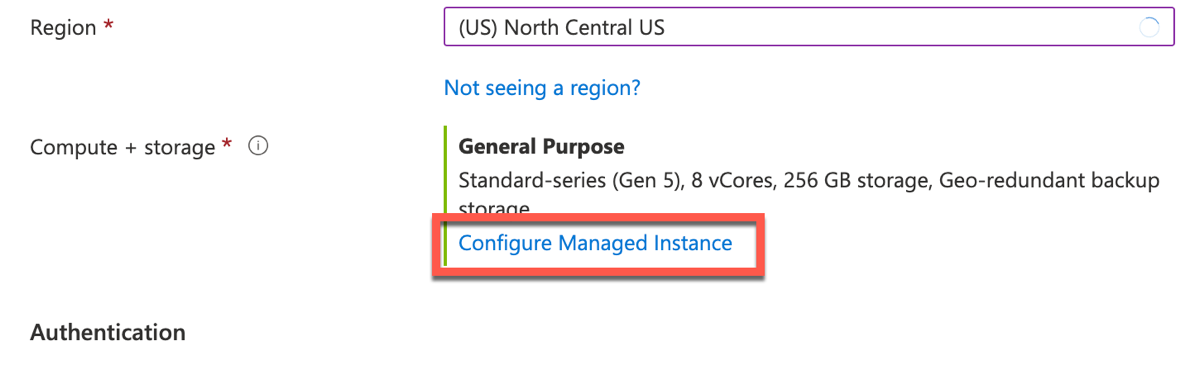 Region *
(US) North Central US
Not seeing a region?
Compute + storage *
General Purpose
Standard-series (Gen 5), 8 vCores, 256 GB storage, Geo-redundant backup
storage
Configure Managed Instance
Authentication